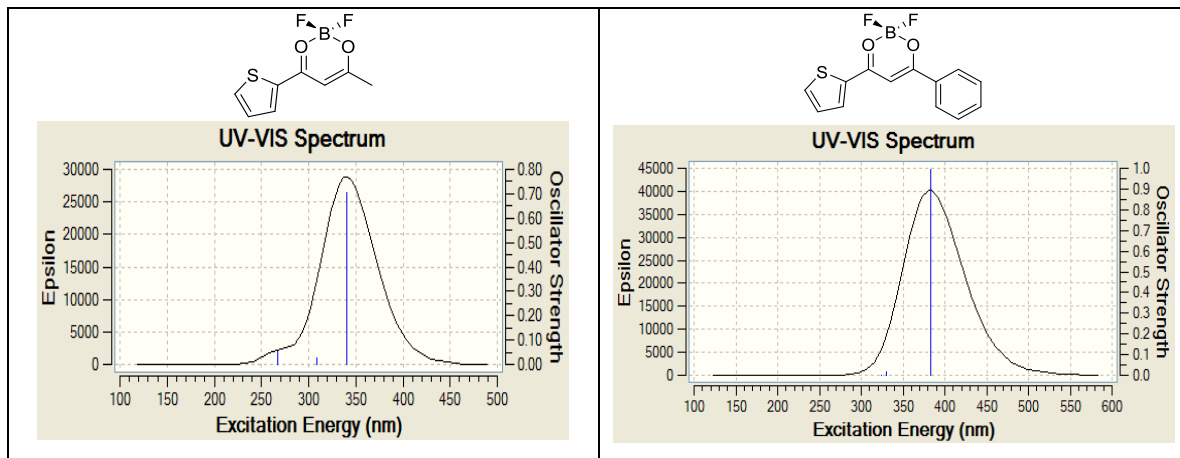 F F
B
O O
S
UV-VIS Spectrum
30000 0.80
25000 0.70
0.60
20000 0.50
15000 0.40
10000 0.30
0.20
5000 0.10
0 0.00
Epsilon
Oscillator Strength
100 150 200 250 300 350 400 450 500
Excitation Energy (nm)
F F
B
O O
S
UV-VIS Spectrum
45000 1.0
40000 0.9
35000 0.8
0.7
30000 0.6
25000 0.5
20000 0.4
15000 0.3
10000 0.2
5000 0.1
0 0.0
Epsilon
Oscillator Strength
100 150 200 250 300 350 400 450 500 550 600
Excitation Energy (nm)